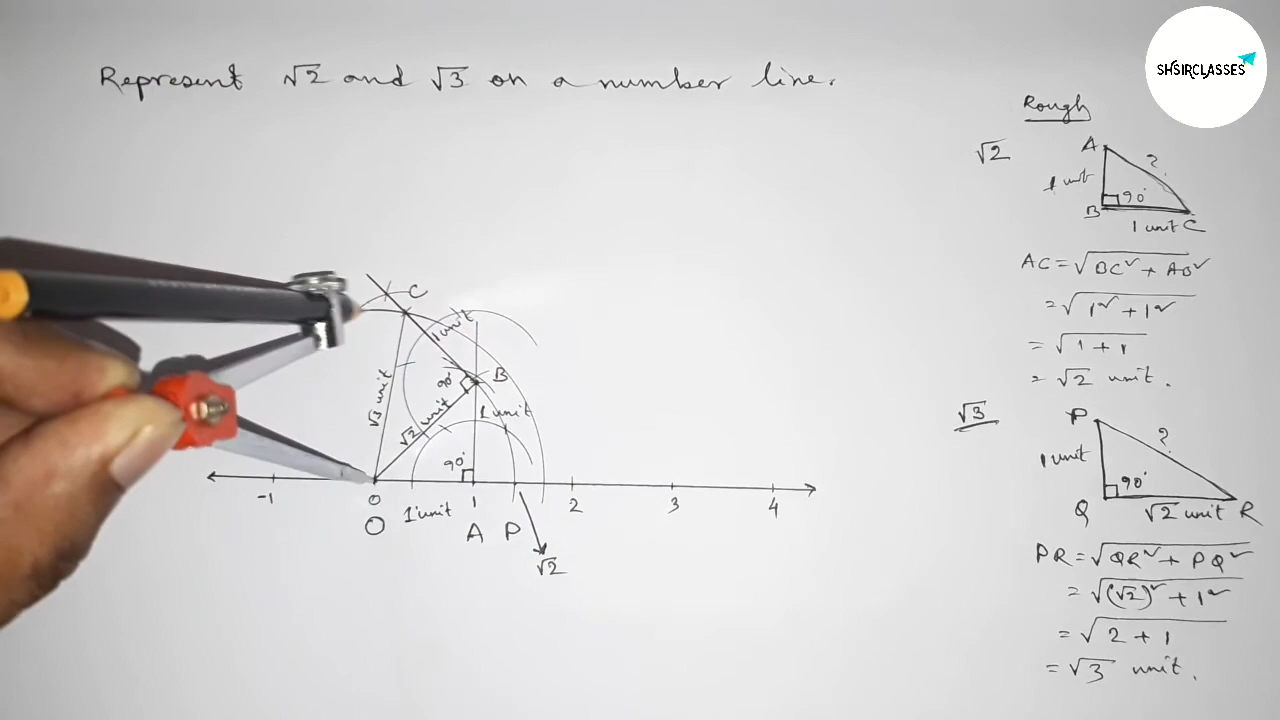 Represent √2 and √3 on a number line.
SHSIRCLASSES
Rough
√2
A
?
1 unit
90°
B
1 unit C
AC = √BC² + AB²
= √1² + 1²
= √1 + 1
= √2 unit.
√3
P
?
1 unit
90°
Q
√2 unit R
PR = √QR² + PQ²
= √(√2)² + 1²
= √2 + 1
= √3 unit.
C
1 unit
90° B
√3 unit
√2 unit
1 unit
90°
-1 0 1 2 3 4
1 unit
O A P
√2